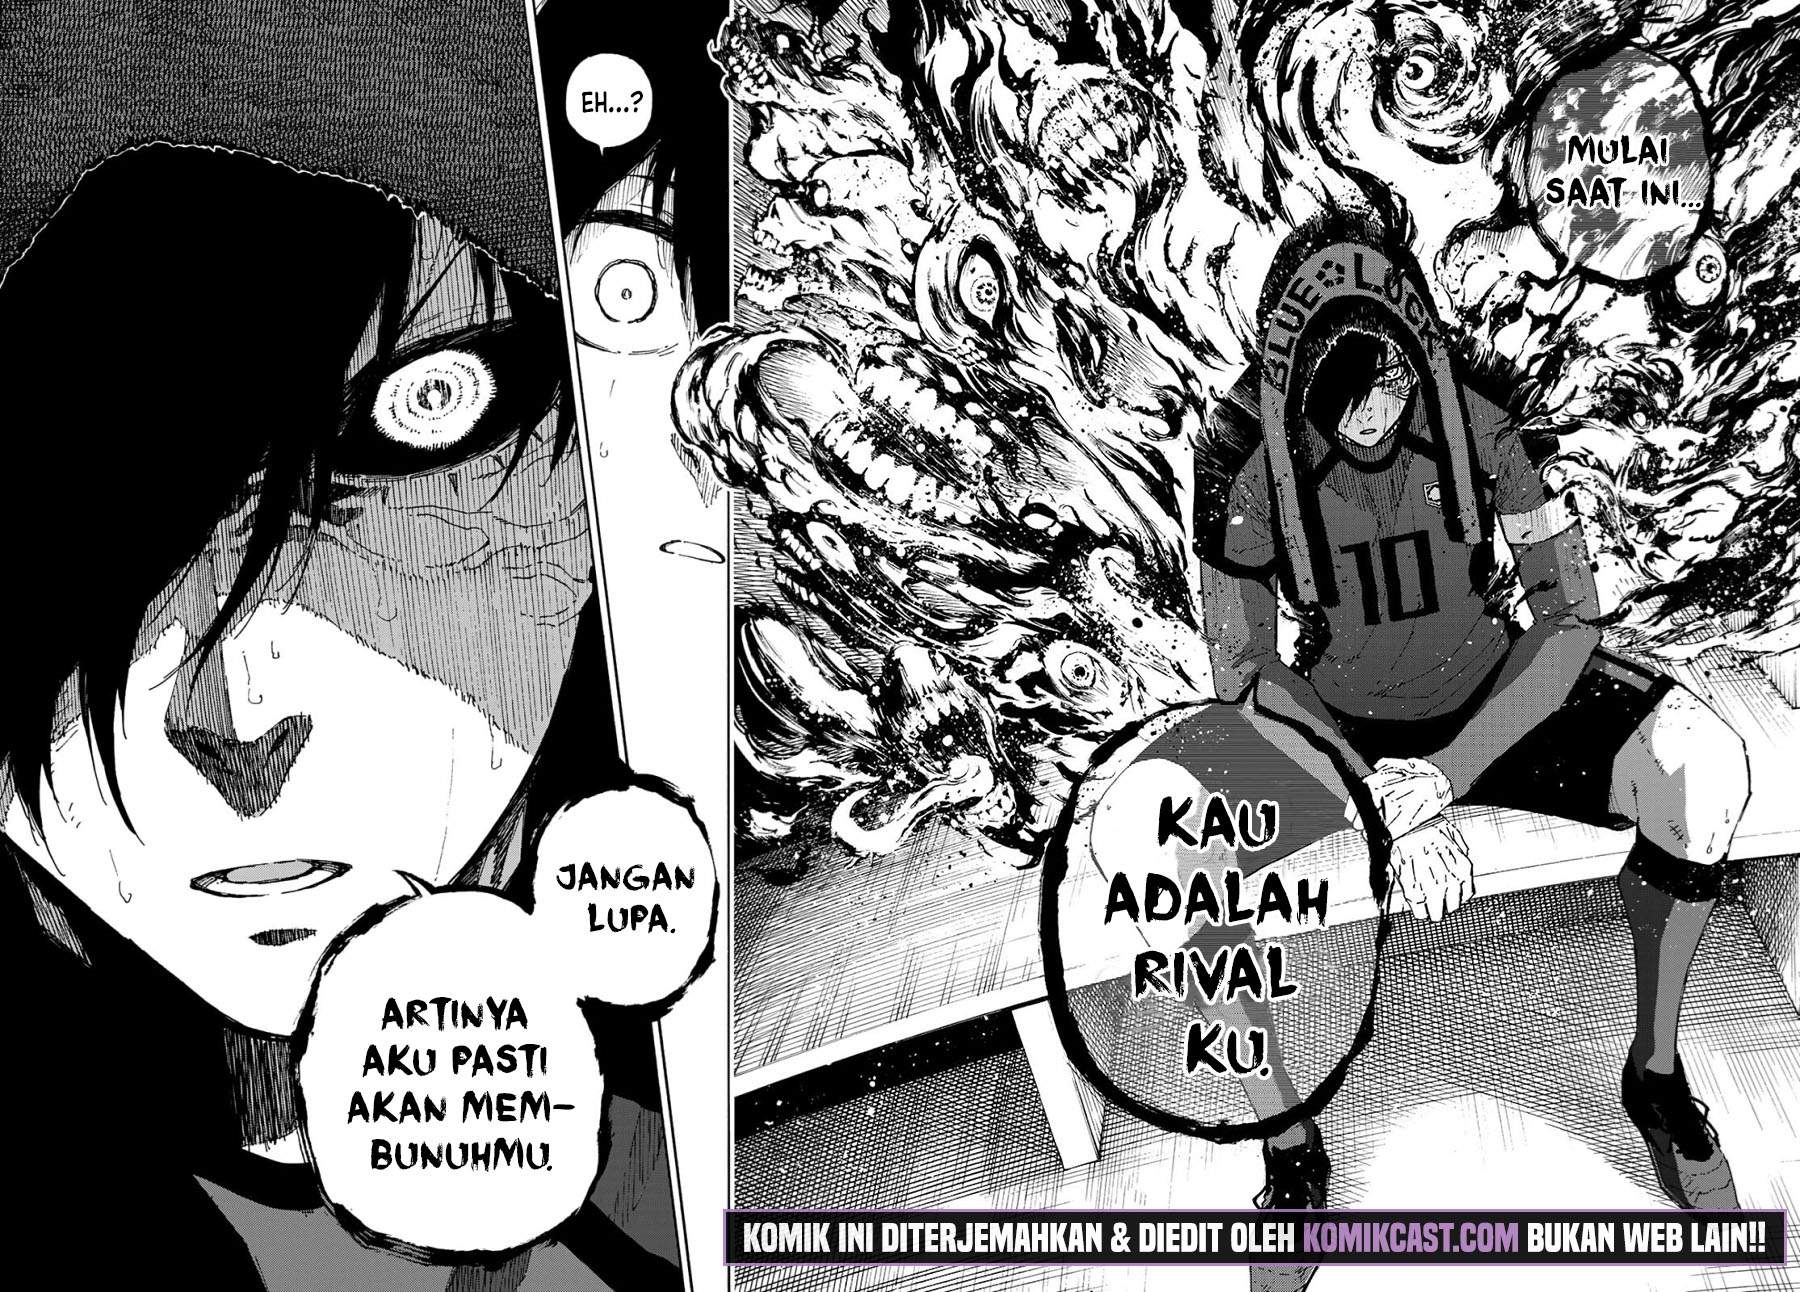 MULAI
SAAT INI...
BLUE LOCK
10
KAU
ADALAH
RIVAL
KU.
EH...?
JANGAN
LUPA.
ARTINYA
AKU PASTI
AKAN MEM-
BUNUHMU.
KOMIK INI DITERJEMAHKAN & DIEDIT OLEH KOMIKCAST.COM BUKAN WEB LAIN!!